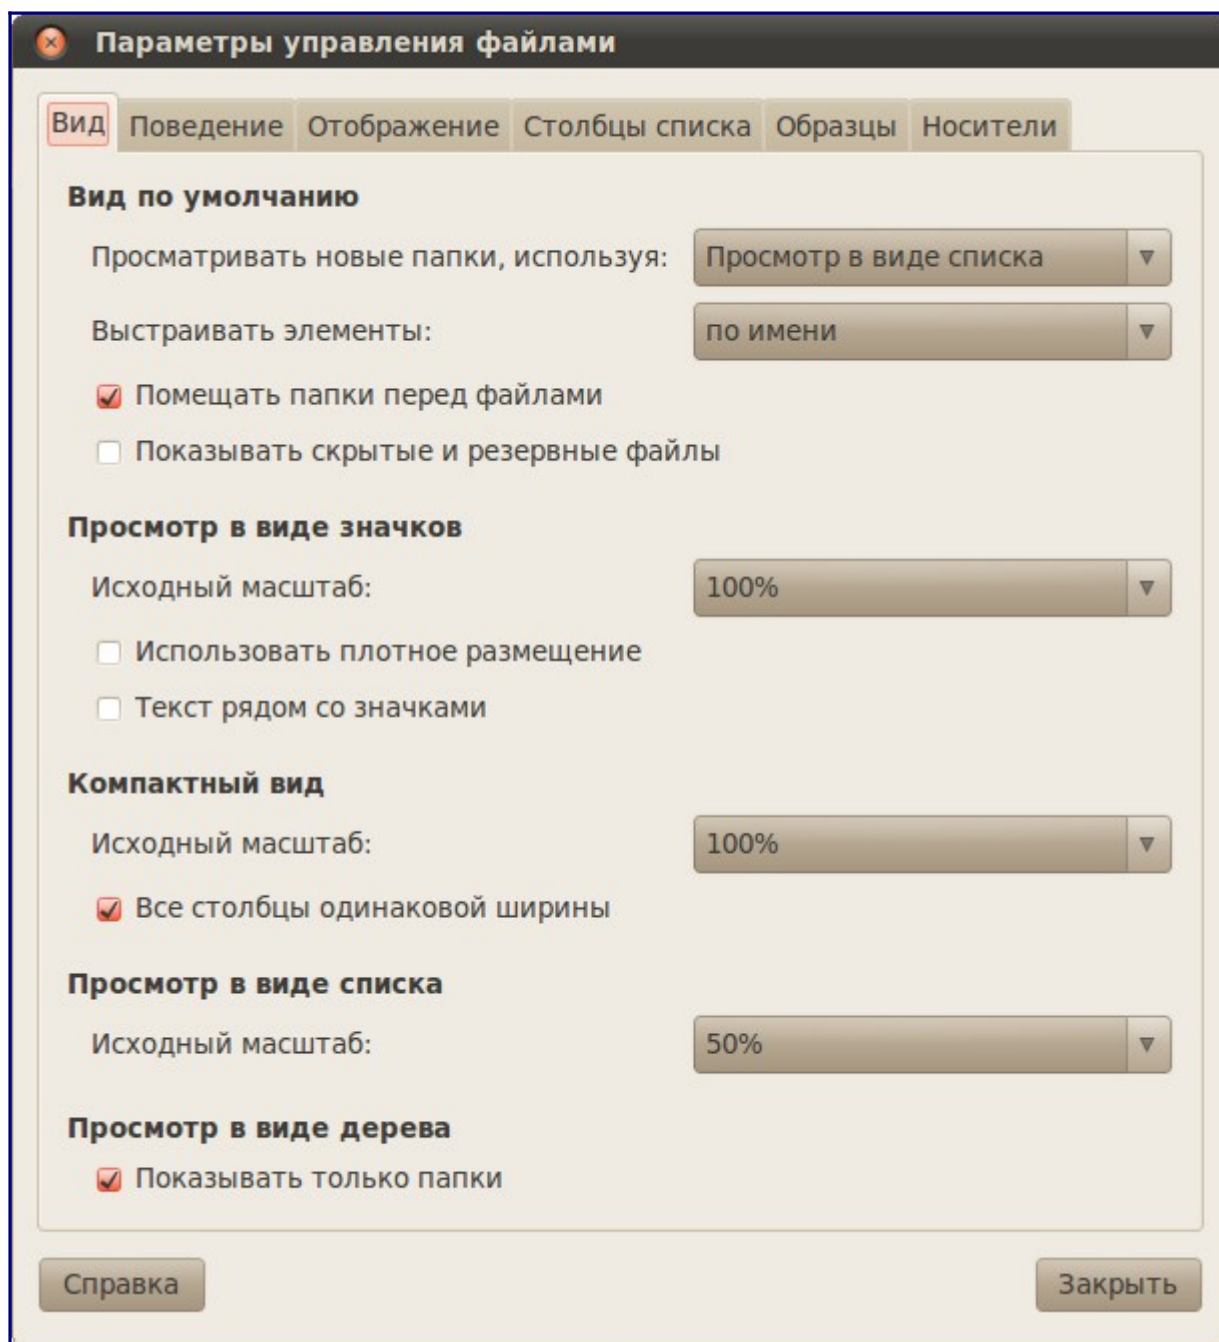 Параметры управления файлами
Вид Поведение Отображение Столбцы списка Образцы Носители
Вид по умолчанию
Просматривать новые папки, используя: Просмотр в виде списка
Выстраивать элементы: по имени
Помещать папки перед файлами
Показывать скрытые и резервные файлы
Просмотр в виде значков
Исходный масштаб: 100%
Использовать плотное размещение
Текст рядом со значками
Компактный вид
Исходный масштаб: 100%
Все столбцы одинаковой ширины
Просмотр в виде списка
Исходный масштаб: 50%
Просмотр в виде дерева
Показывать только папки
Справка Закрыть